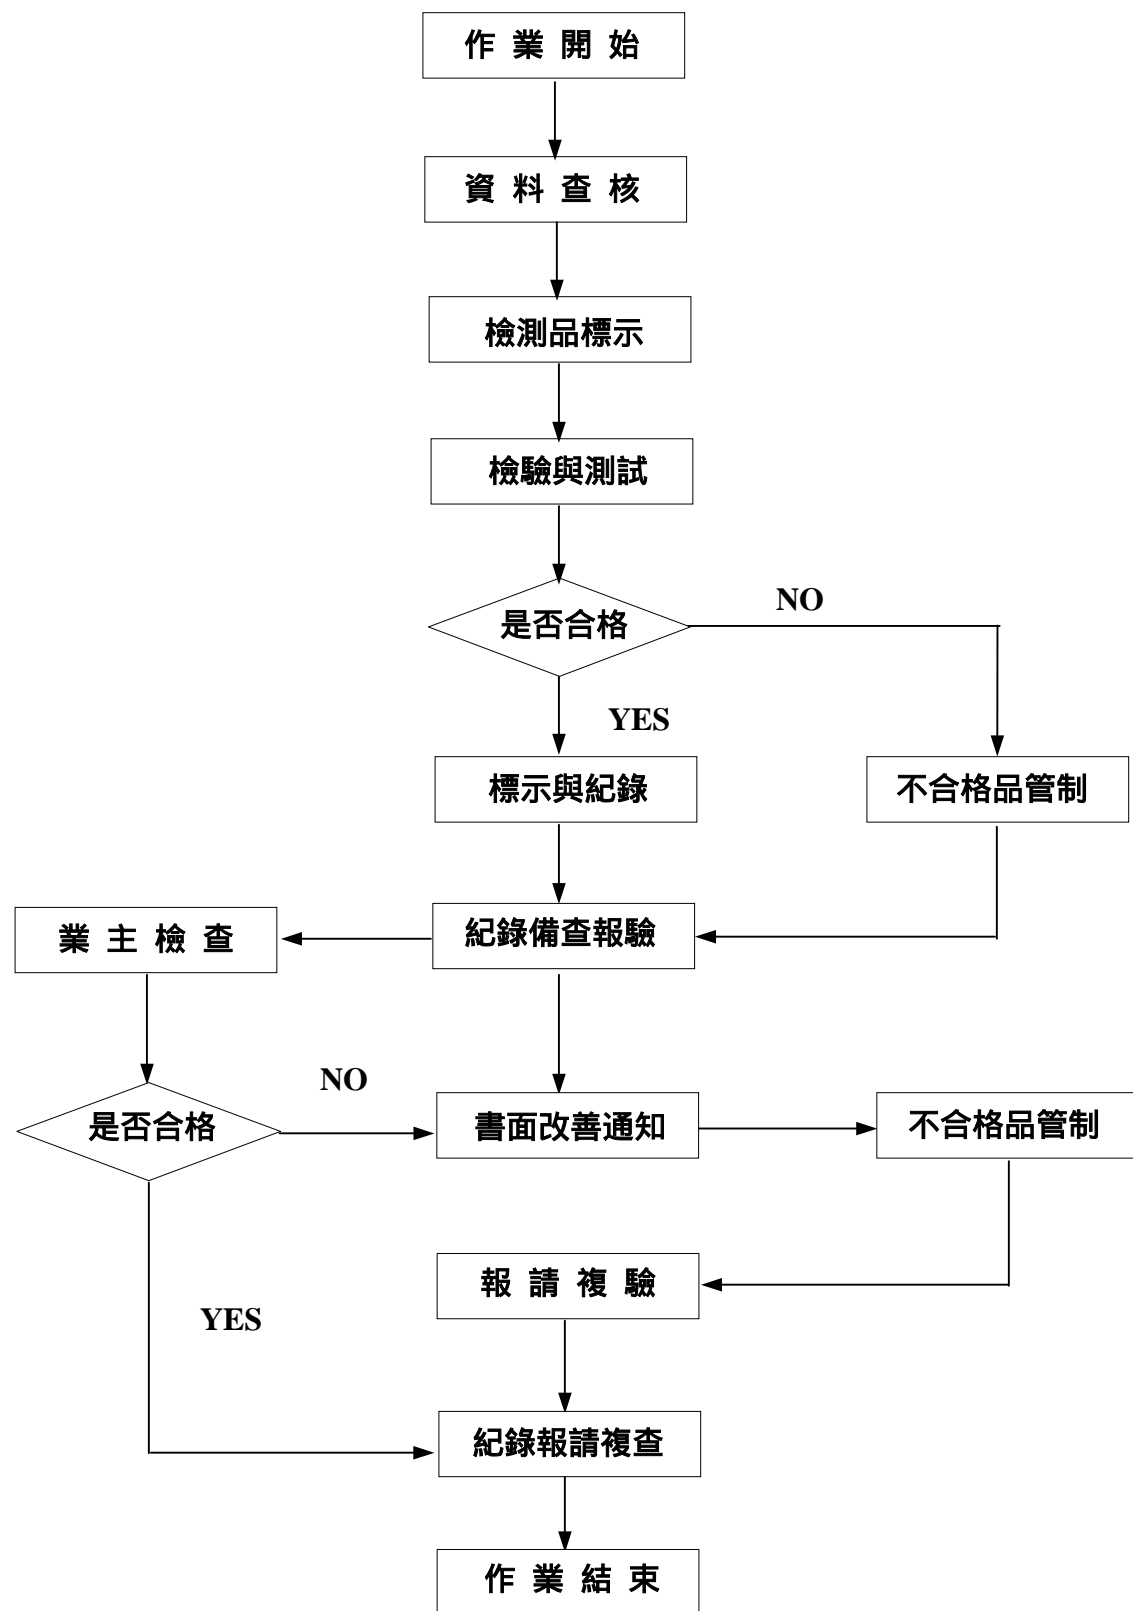 作 業 開 始
資 料 查 核
檢測品標示
檢驗與測試
是否合格
NO
YES
標示與紀錄
不合格品管制
業 主 檢 查
紀錄備查報驗
是否合格
NO
書面改善通知
不合格品管制
報 請 複 驗
YES
紀錄報請複查
作 業 結 束